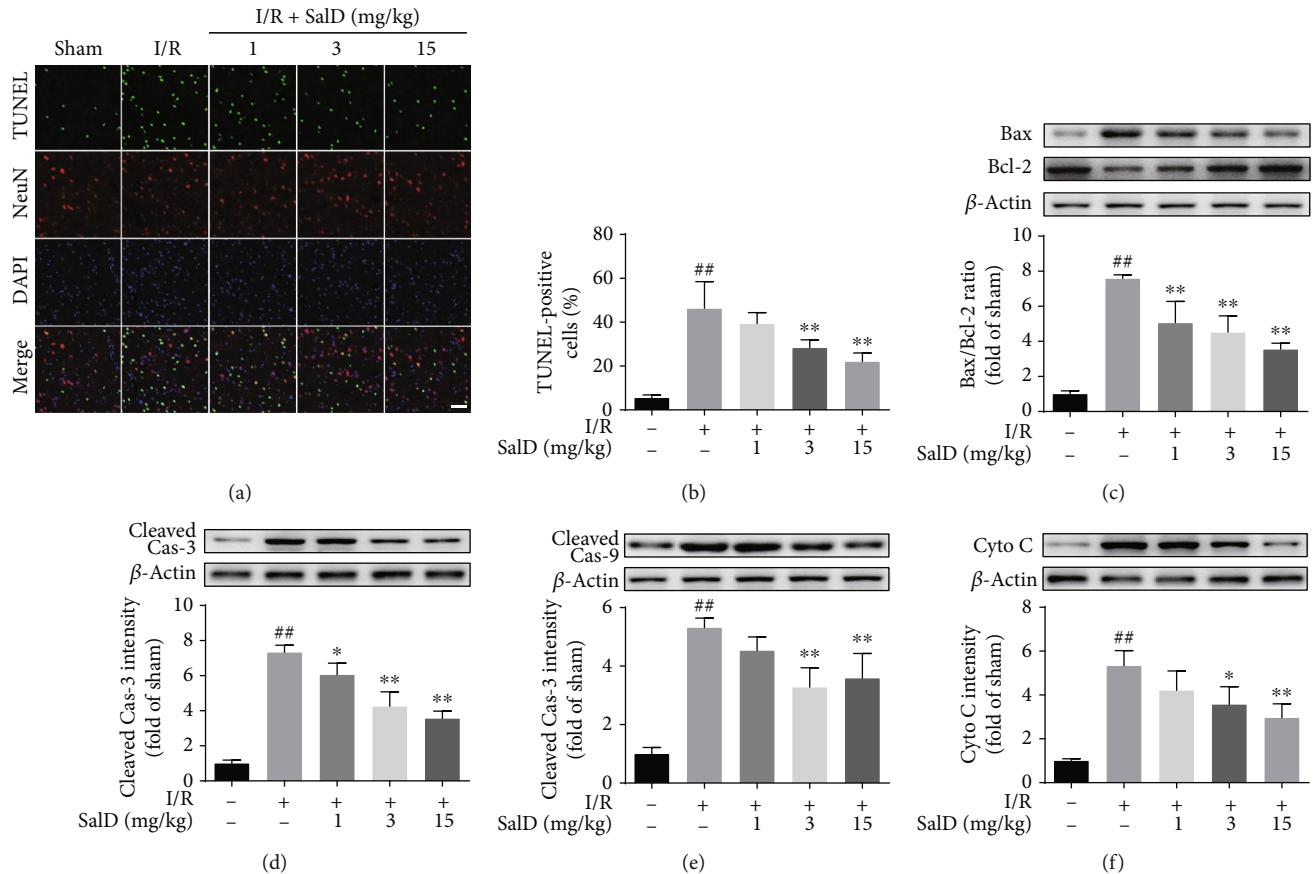 I/R + SalD (mg/kg)
Sham I/R 1 3 15
TUNEL
NeuN
DAPI
Merge
(a)
TUNEL-positive
cells (%)
80
60
40
20
0
##
**
**
I/R – + + + +
SalD (mg/kg) – – 1 3 15
(b)
Bax
Bcl-2
β-Actin
Bax/Bcl-2 ratio
(fold of sham)
10
8
6
4
2
0
##
**
**
**
I/R – + + + +
SalD (mg/kg) – – 1 3 15
(c)
Cleaved
Cas-3
β-Actin
Cleaved Cas-3 intensity
(fold of sham)
10
8
6
4
2
0
##
*
**
**
I/R – + + + +
SalD (mg/kg) – – 1 3 15
(d)
Cleaved
Cas-9
β-Actin
Cleaved Cas-3 intensity
(fold of sham)
6
4
2
0
##
**
**
I/R – + + + +
SalD (mg/kg) – – 1 3 15
(e)
Cyto C
β-Actin
Cyto C intensity
(fold of sham)
8
6
4
2
0
##
*
**
I/R – + + + +
SalD (mg/kg) – – 1 3 15
(f)